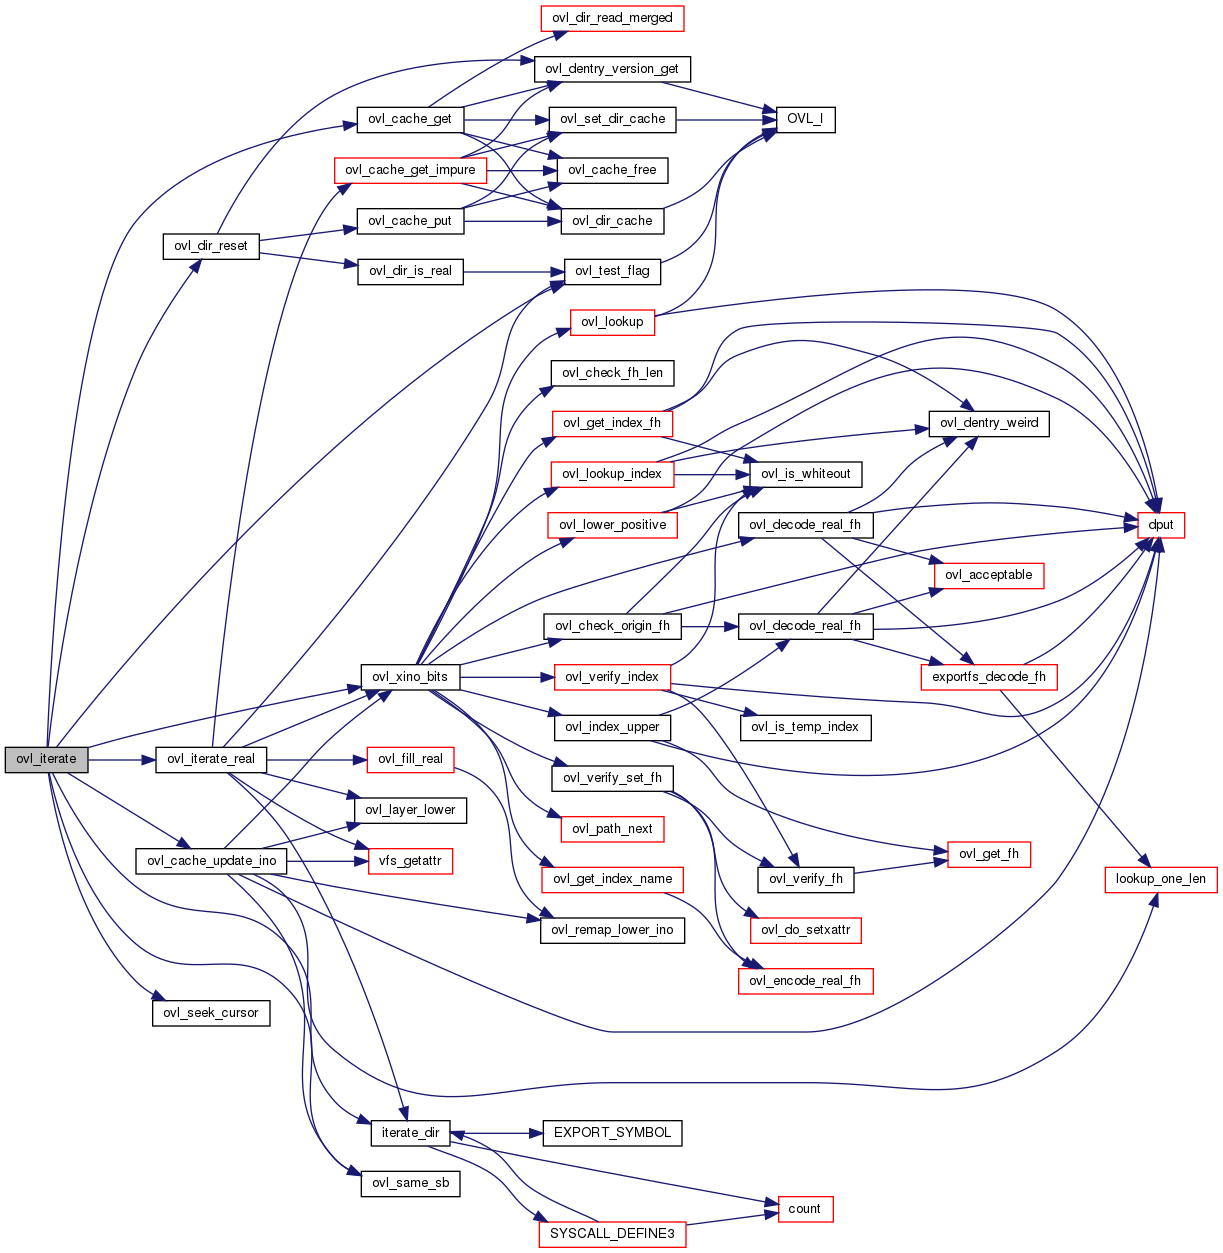 ovl_dir_read_merged
ovl_dentry_version_get
ovl_cache_get
ovl_set_dir_cache
OVL_I
ovl_cache_get_impure
ovl_cache_free
ovl_cache_put
ovl_dir_cache
ovl_dir_reset
ovl_dir_is_real
ovl_test_flag
ovl_lookup
ovl_check_fh_len
ovl_get_index_fh
ovl_dentry_weird
ovl_lookup_index
ovl_is_whiteout
ovl_lower_positive
ovl_decode_real_fh
dput
ovl_acceptable
ovl_check_origin_fh
ovl_decode_real_fh
ovl_xino_bits
ovl_verify_index
exportfs_decode_fh
ovl_index_upper
ovl_is_temp_index
ovl_iterate
ovl_iterate_real
ovl_fill_real
ovl_verify_set_fh
ovl_layer_lower
ovl_path_next
ovl_cache_update_ino
vfs_getattr
ovl_get_fh
ovl_get_index_name
ovl_verify_fh
lookup_one_len
ovl_remap_lower_ino
ovl_do_setxattr
ovl_encode_real_fh
ovl_seek_cursor
iterate_dir
EXPORT_SYMBOL
ovl_same_sb
count
SYSCALL_DEFINE3